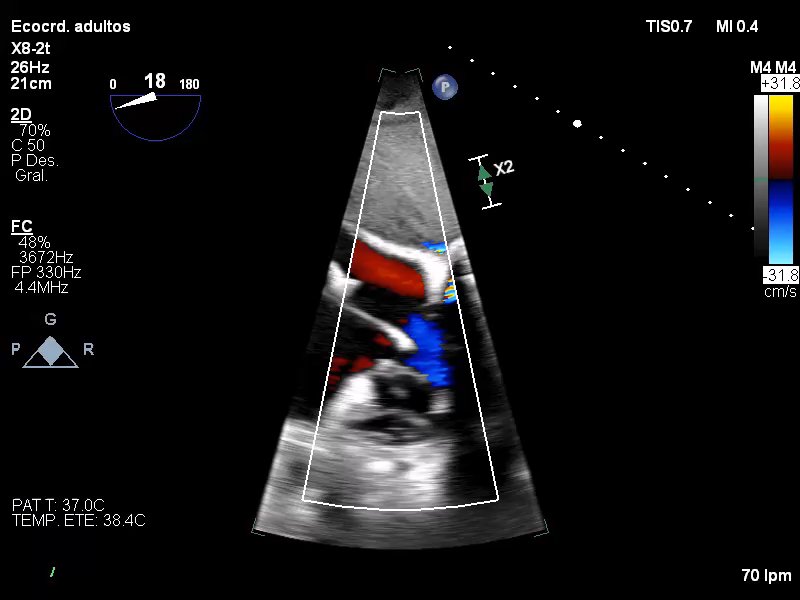 Ecocrd. adultos
X8-2t
26Hz
21cm
2D
70%
C 50
P Des.
Gral.
FC
48%
3672Hz
FP 330Hz
4.4MHz
G
P R
PAT T: 37.0C
TEMP. ETE: 38.4C
0 18 180
P
X2
TIS0.7 MI 0.4
M4 M4
+31.8
-31.8
cm/s
70 lpm